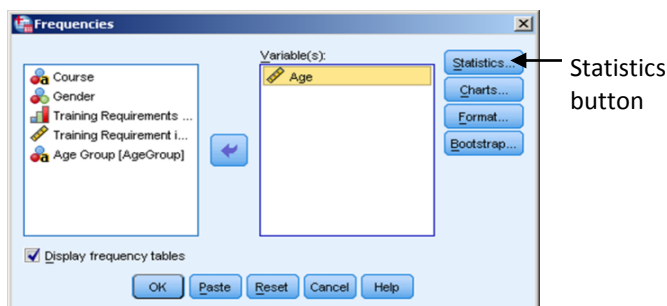 Frequencies
Variable(s):
Course
Gender
Training Requirements ...
Training Requirement i...
Age Group [AgeGroup]
Age
Statistics...
Charts...
Format...
Bootstrap...
Statistics
button
Display frequency tables
OK
Paste
Reset
Cancel
Help